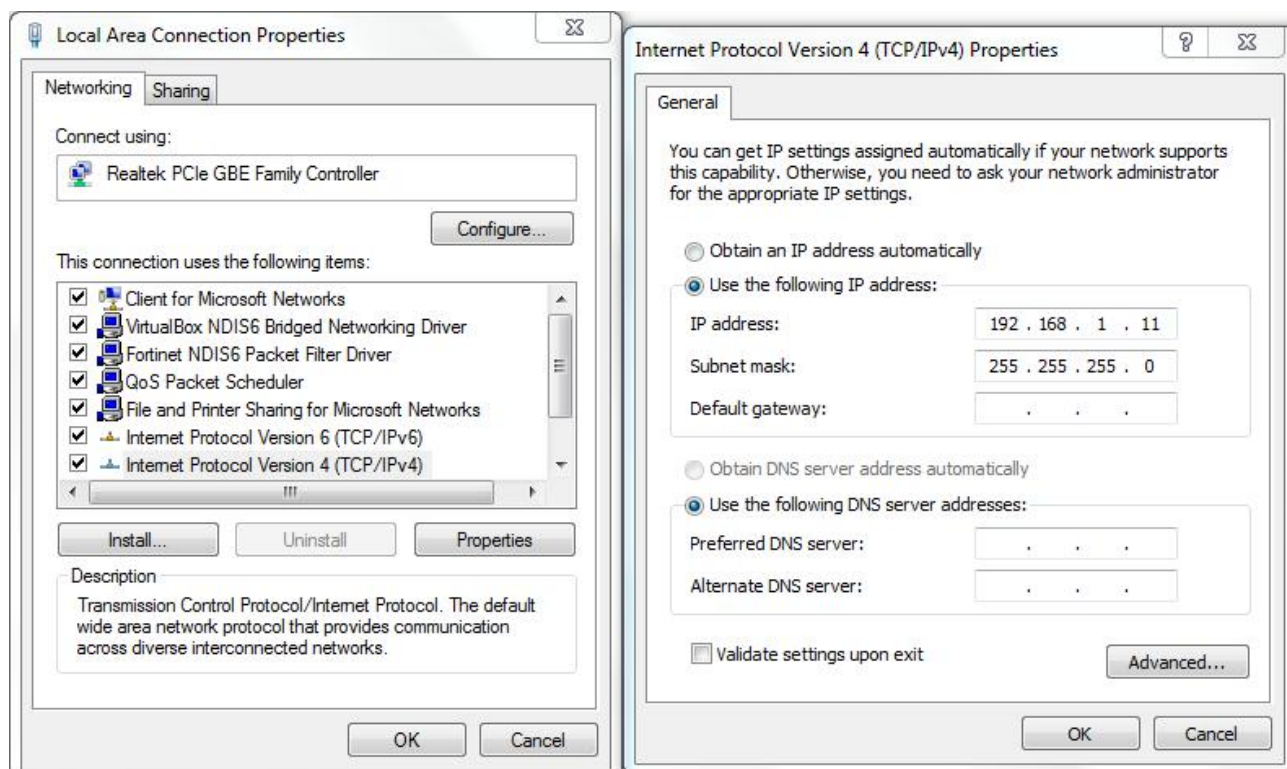 Local Area Connection Properties
Networking
Sharing
Connect using:
Realtek PCIe GBE Family Controller
Configure...
This connection uses the following items:
Client for Microsoft Networks
VirtualBox NDIS6 Bridged Networking Driver
Fortinet NDIS6 Packet Filter Driver
QoS Packet Scheduler
File and Printer Sharing for Microsoft Networks
Internet Protocol Version 6 (TCP/IPv6)
Internet Protocol Version 4 (TCP/IPv4)
Install...
Uninstall
Properties
Description
Transmission Control Protocol/Internet Protocol. The default
wide area network protocol that provides communication
across diverse interconnected networks.
OK
Cancel
Internet Protocol Version 4 (TCP/IPv4) Properties
General
You can get IP settings assigned automatically if your network supports
this capability. Otherwise, you need to ask your network administrator
for the appropriate IP settings.
Obtain an IP address automatically
Use the following IP address:
IP address: 192 . 168 . 1 . 11
Subnet mask: 255 . 255 . 255 . 0
Default gateway: . . .
Obtain DNS server address automatically
Use the following DNS server addresses:
Preferred DNS server: . . .
Alternate DNS server: . . .
Validate settings upon exit
Advanced...
OK
Cancel